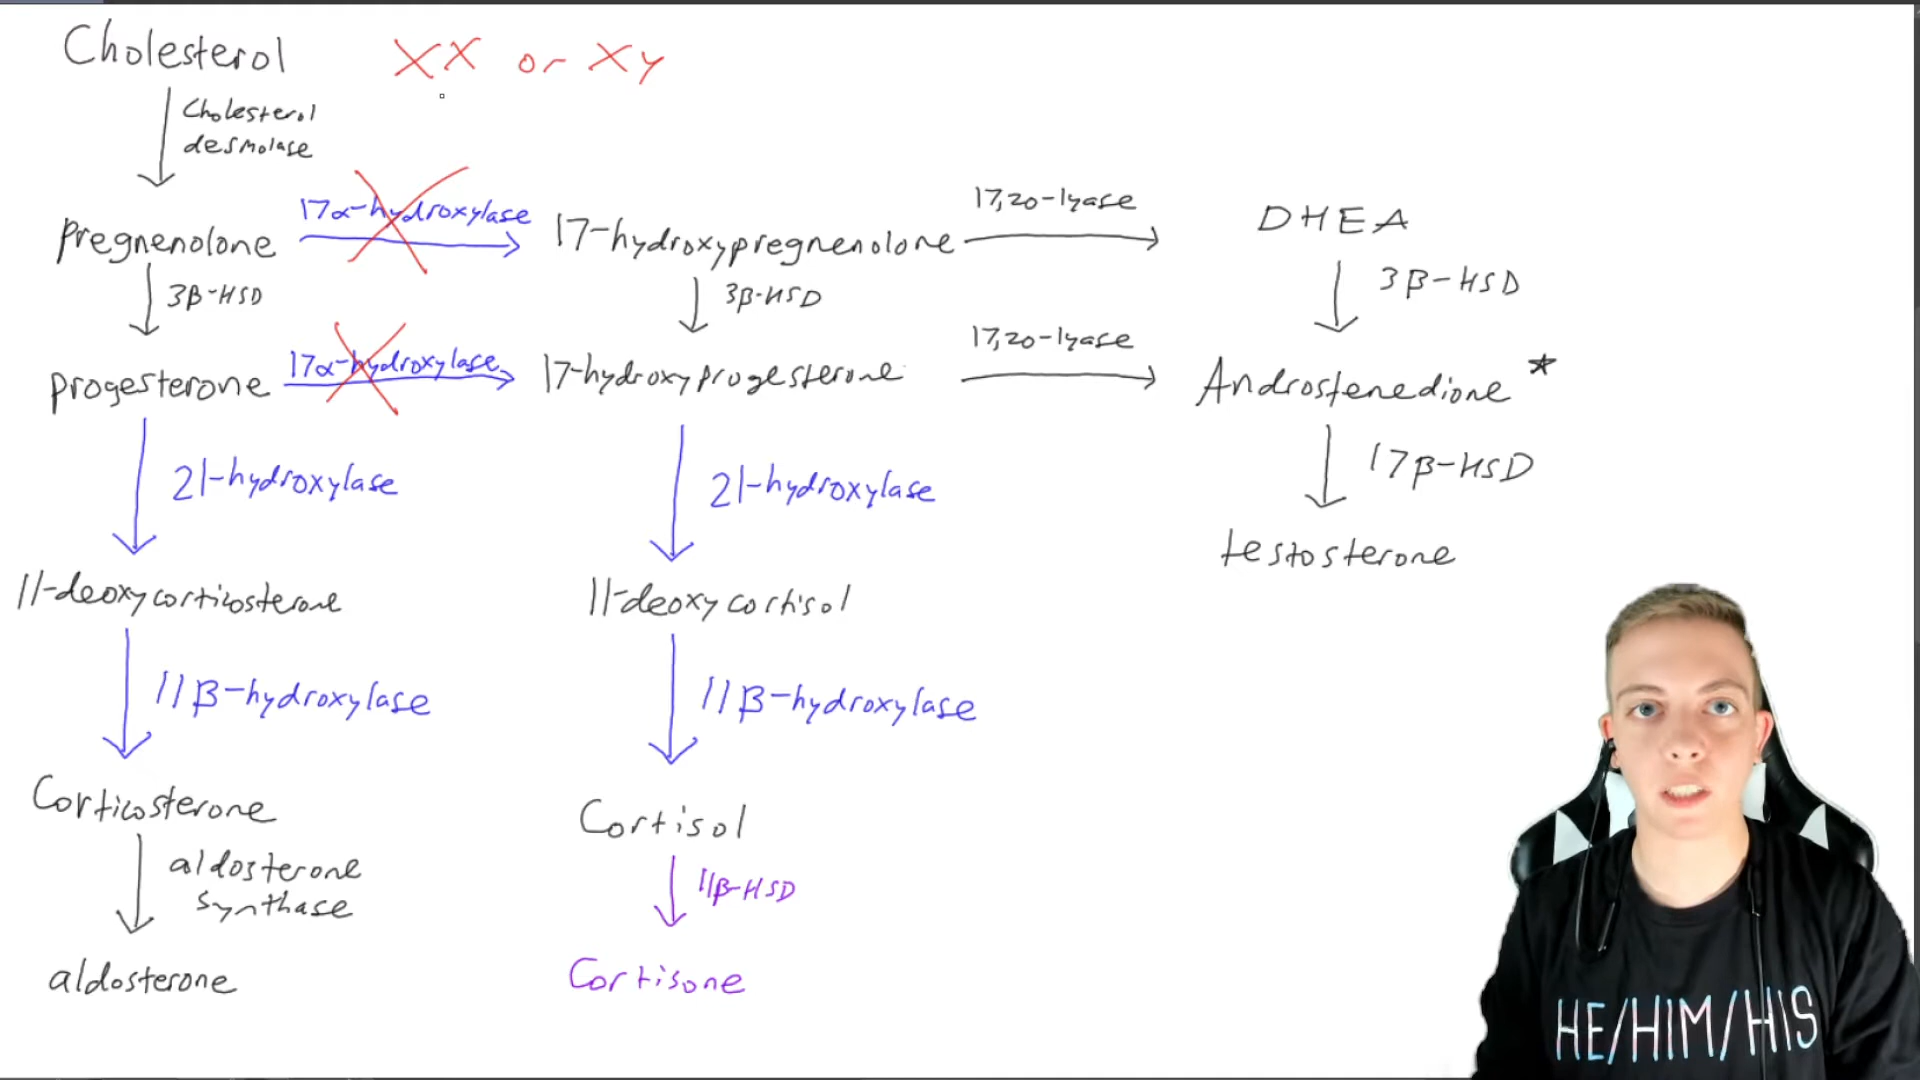 Cholesterol XX or Xy
Cholesterol
desmolase
pregnenolone 17α-hydroxylase 17-hydroxypregnenolone 17,20-lyase DHEA
3β-HSD 3β-HSD 3β-HSD
progesterone 17α-hydroxylase 17-hydroxyprogesterone 17,20-lyase Androstenedione *
21-hydroxylase 21-hydroxylase 17β-HSD
testosterone
11-deoxycorticosterone 11-deoxycortisol
11β-hydroxylase 11β-hydroxylase
Corticosterone Cortisol
aldosterone
synthase 11β-HSD
aldosterone Cortisone
HE/HIM/HIS